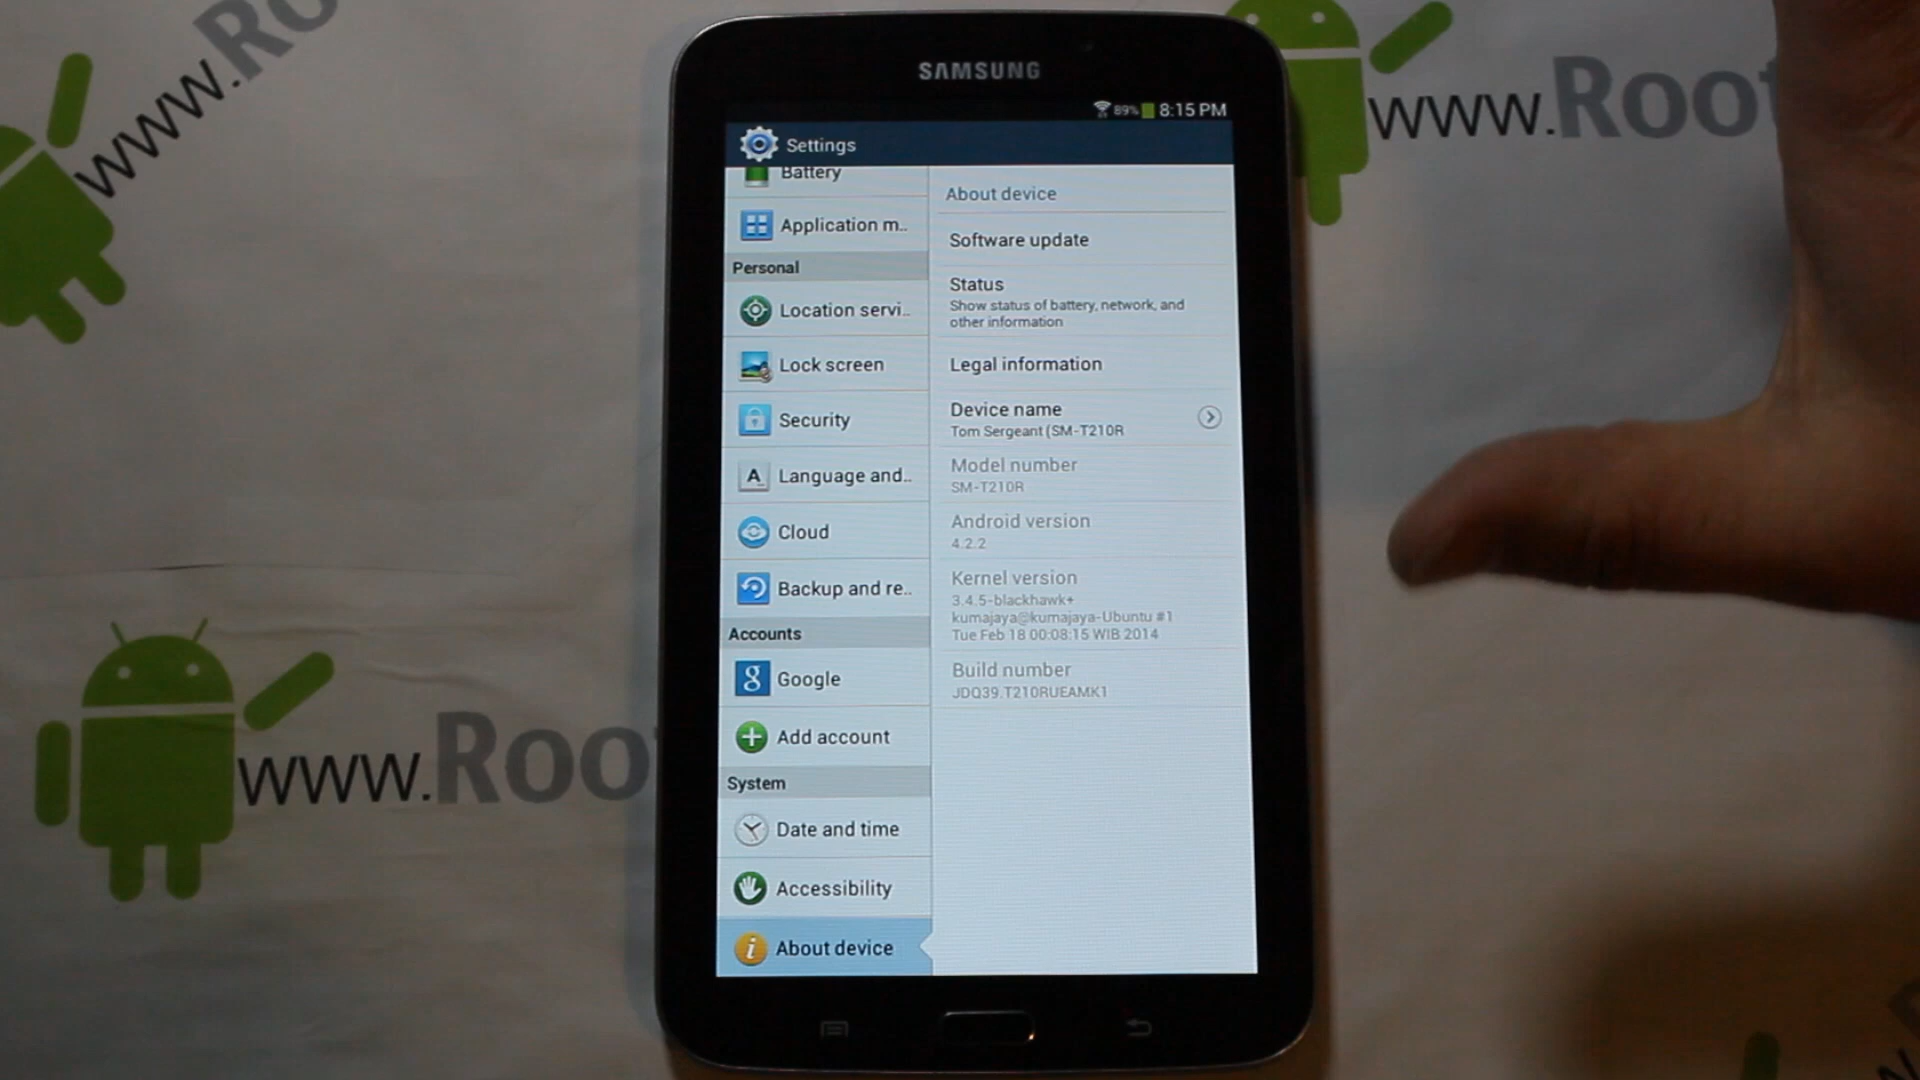 www.Ro
www.Root
SAMSUNG
89% 8:15 PM
Settings
Battery
Application m..
Personal
Location servi..
Lock screen
Security
Language and..
Cloud
Backup and re..
Accounts
Google
Add account
System
Date and time
Accessibility
About device
About device
Software update
Status
Show status of battery, network, and
other information
Legal information
Device name
Tom Sergeant (SM-T210R
Model number
SM-T210R
Android version
4.2.2
Kernel version
3.4.5-blackhawk+
kumajaya@kumajaya-Ubuntu #1
Tue Feb 18 00:08:15 WIB 2014
Build number
JDQ39.T210RUEAMK1
www.Roo